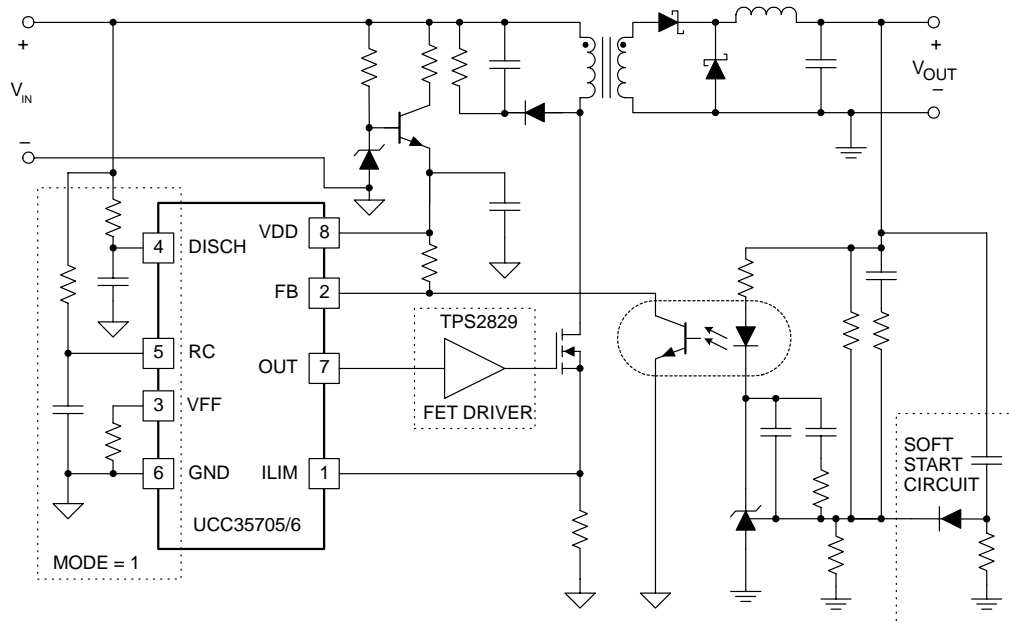 +
+
V_IN
V_OUT
−
−
VDD
8
4
DISCH
FB
2
TPS2829
5
RC
OUT
7
3
VFF
FET DRIVER
SOFT
START
CIRCUIT
6
GND
ILIM
1
UCC35705/6
MODE = 1